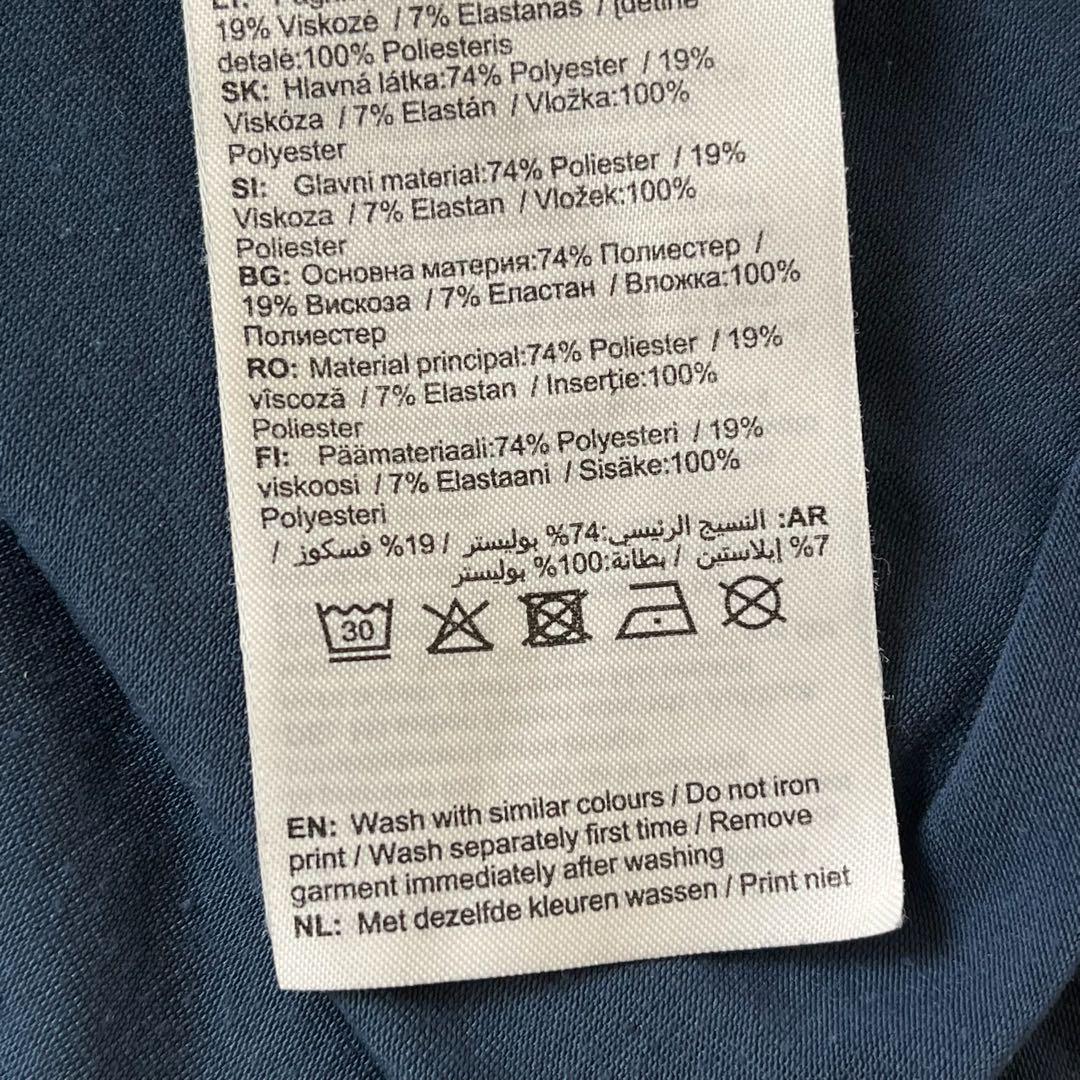 19% Viskozė / 7% Elastanas / Įdėtinė
detalė:100% Poliesteris
SK: Hlavná látka:74% Polyester / 19%
Viskóza / 7% Elastán / Vložka:100%
Polyester
SI: Glavni material:74% Poliester / 19%
Viskoza / 7% Elastan / Vložek:100%
Poliester
BG: Основна материя:74% Полиестер /
19% Вискоза / 7% Еластан / Вложка:100%
Полиестер
RO: Material principal:74% Poliester / 19%
vîscoză / 7% Elastan / Inserţie:100%
Poliester
FI: Päämateriaali:74% Polyesteri / 19%
viskoosi / 7% Elastaani / Sisäke:100%
Polyesteri
AR: النسيج الرئيسي:74% بوليستر / 19% فسكوز /
7% إيلاستين / بطانة:100% بوليستر
30
EN: Wash with similar colours / Do not iron
print / Wash separately first time / Remove
garment immediately after washing
NL: Met dezelfde kleuren wassen / Print niet